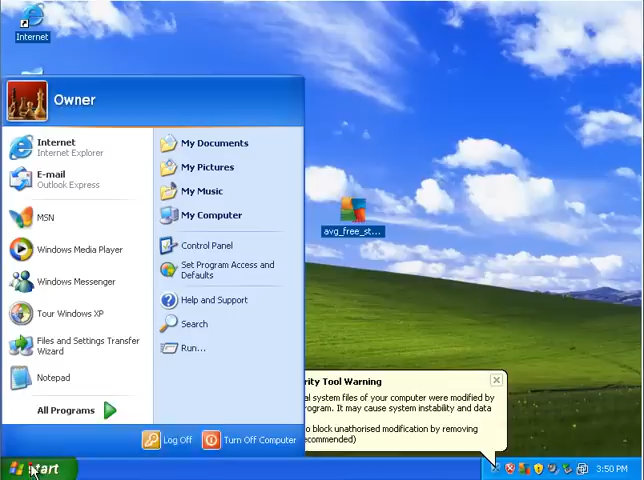 Internet
Owner
Internet
Internet Explorer
E-mail
Outlook Express
MSN
Windows Media Player
Windows Messenger
Tour Windows XP
Files and Settings Transfer
Wizard
Notepad
All Programs
My Documents
My Pictures
My Music
My Computer
Control Panel
Set Program Access and
Defaults
Help and Support
Search
Run...
Log Off
Turn Off Computer
avg_free_st...
rity Tool Warning
al system files of your computer were modified by
rogram. It may cause system instability and data
o block unauthorised modification by removing
ecommended)
start
3:50 PM